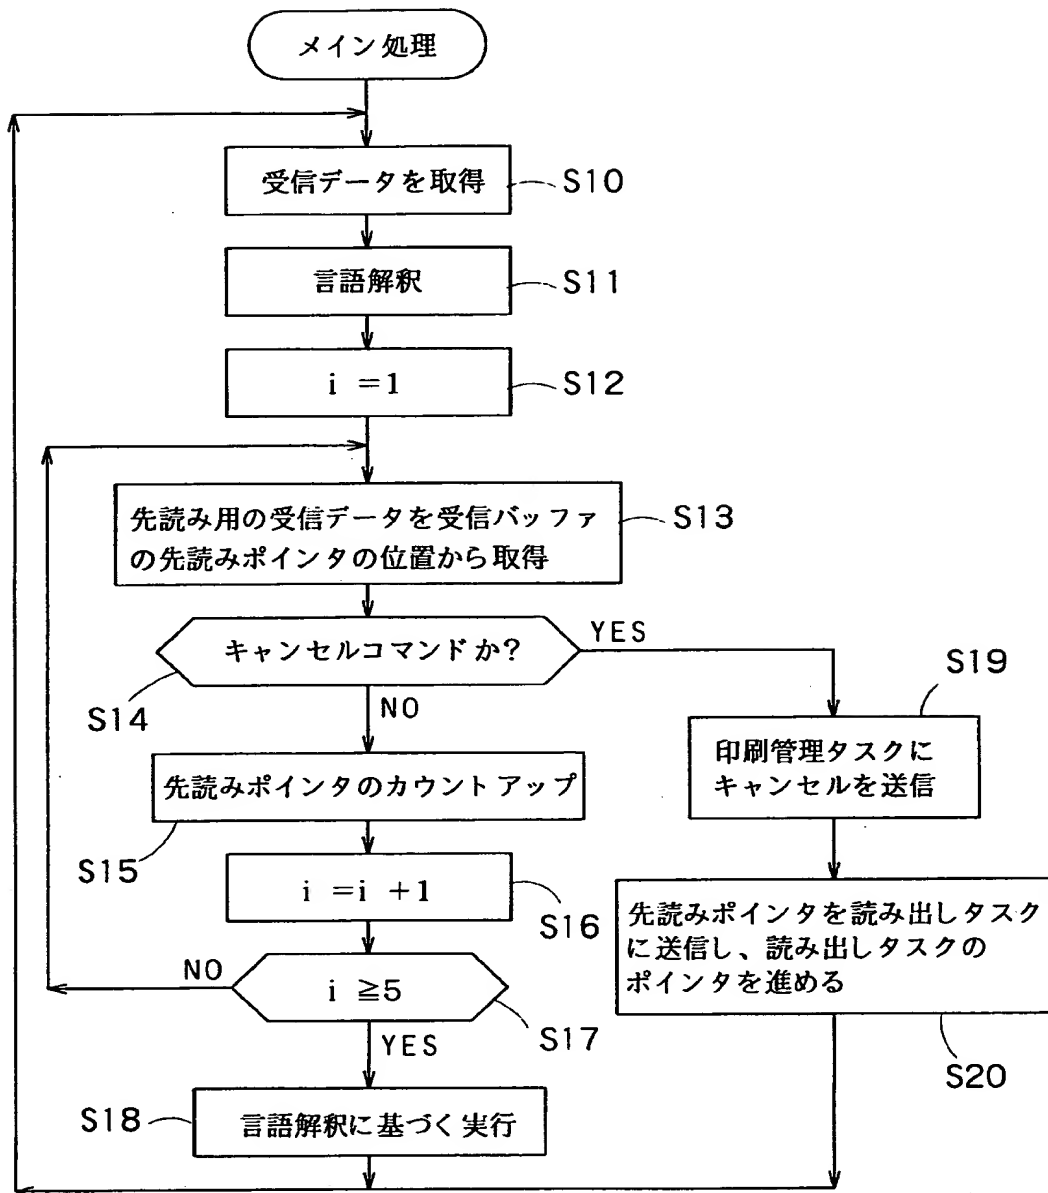 メイン処理
受信データを取得
S10
言語解釈
S11
i =1
S12
先読み用の受信データを受信バッファ
の先読みポインタの位置から取得
S13
キャンセルコマンドか?
YES
S14
NO
S19
印刷管理タスクに
キャンセルを送信
先読みポインタのカウントアップ
S15
i =i +1
S16
先読みポインタを読み出しタスク
に送信し、読み出しタスクの
ポインタを進める
S20
NO
i ≧5
S17
YES
S18
言語解釈に基づく実行